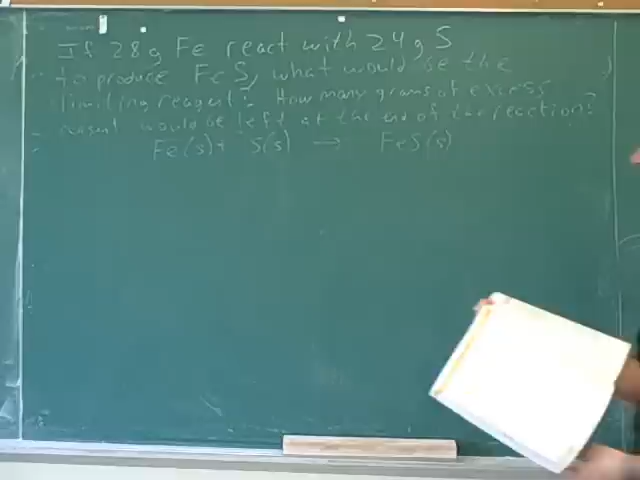 If 28g Fe react with 24g S
to produce FeS, what would be the
limiting reagent? How many grams of excess
reagent would be left at the end of the reaction?
Fe(s)+ S(s) → FeS(s)